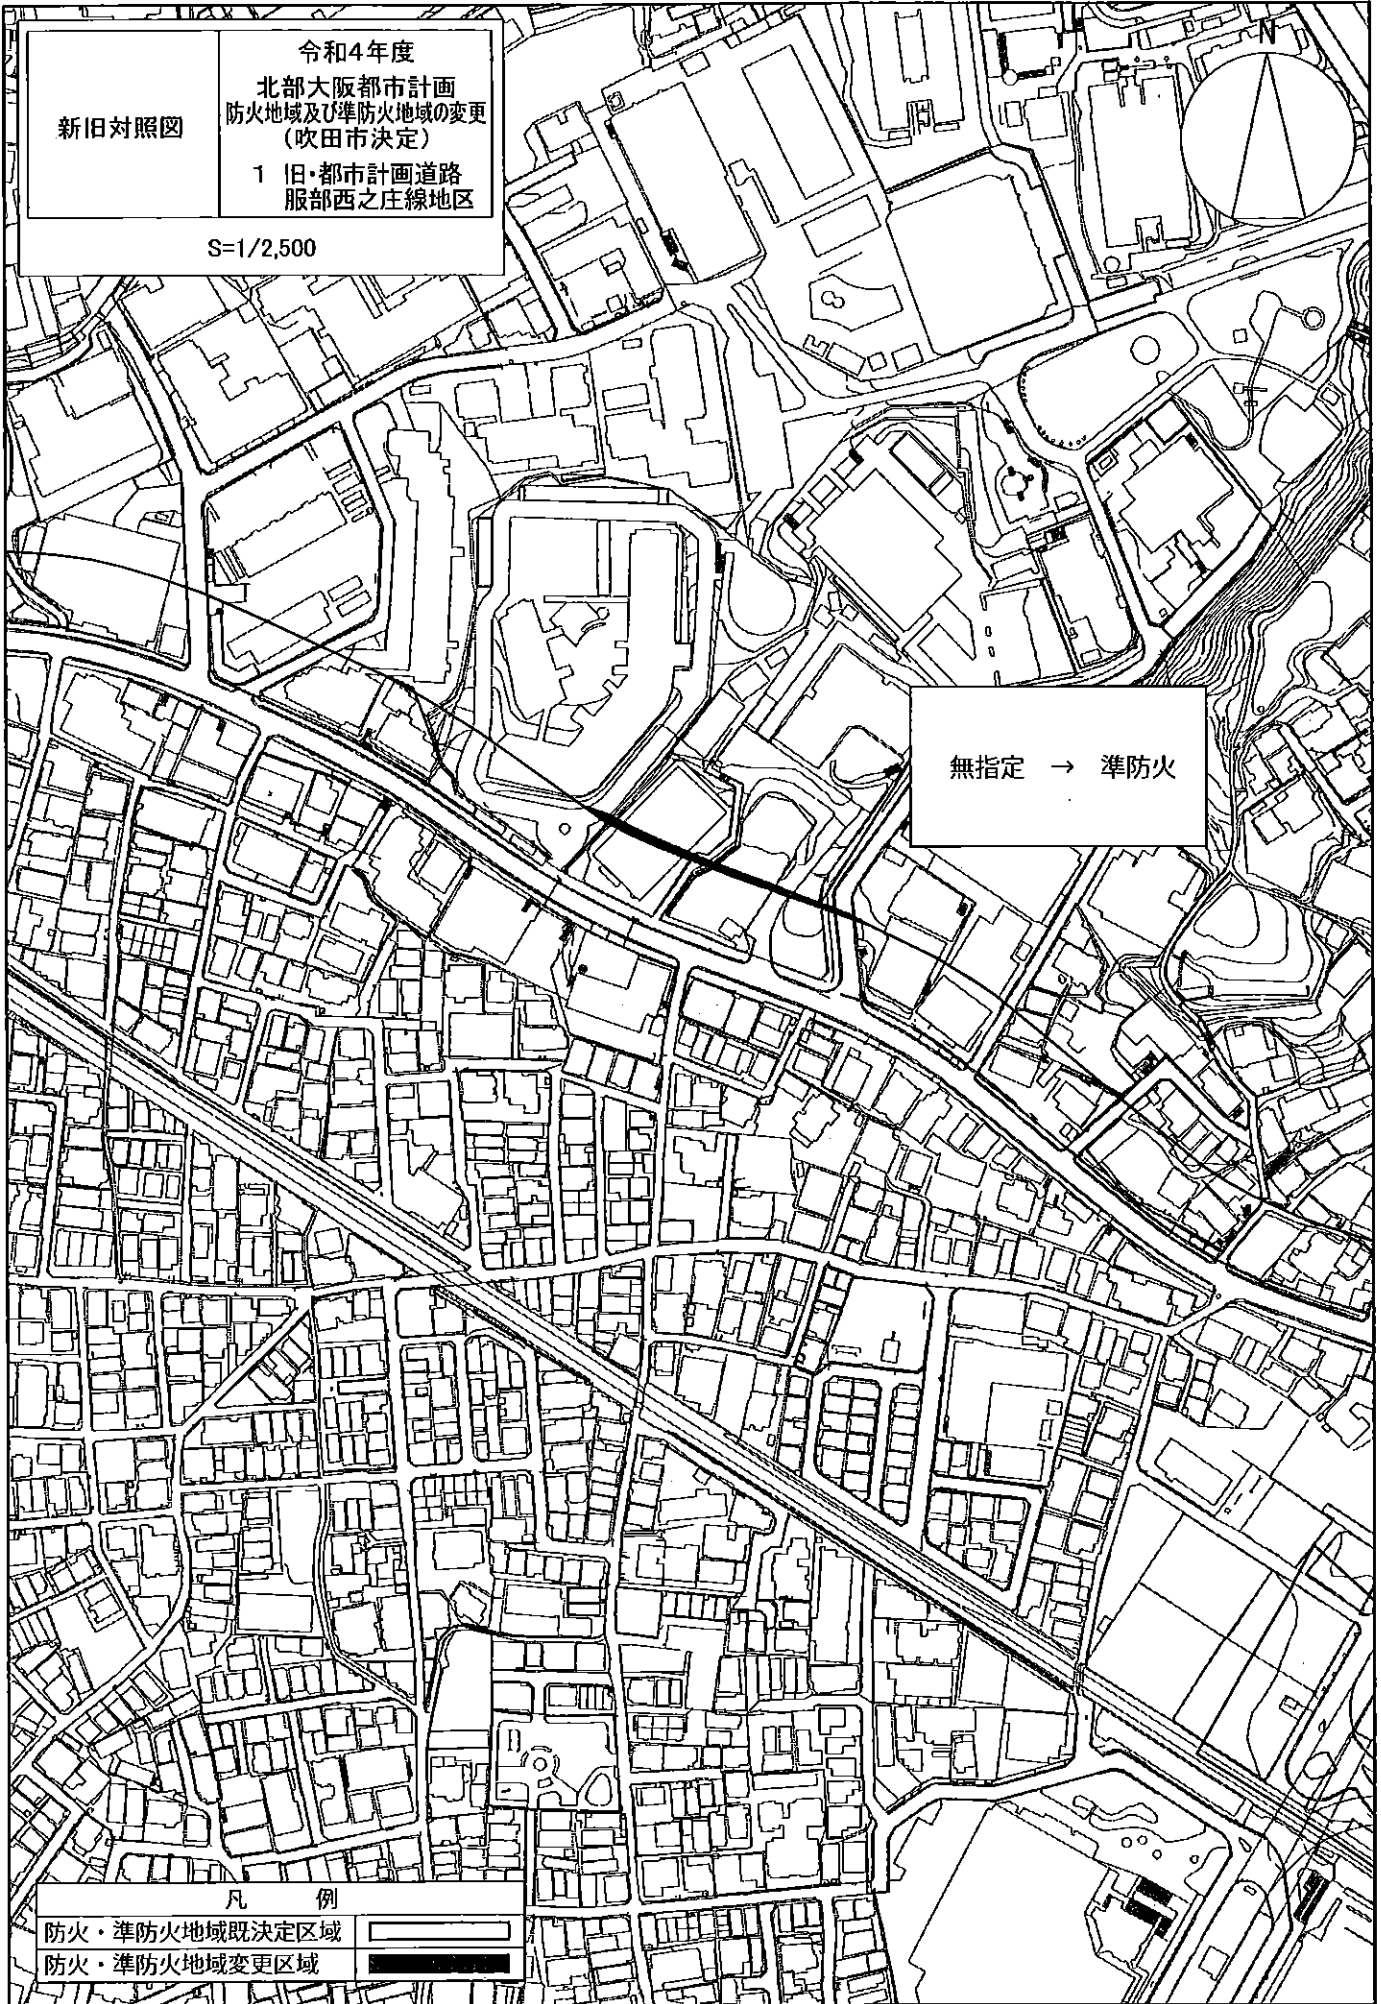 新旧対照図
令和4年度
北部大阪都市計画
防火地域及び準防火地域の変更
(吹田市決定)
1 旧・都市計画道路
服部西之庄線地区
S=1/2,500
N
無指定 → 準防火
凡 例
防火・準防火地域既決定区域
防火・準防火地域変更区域